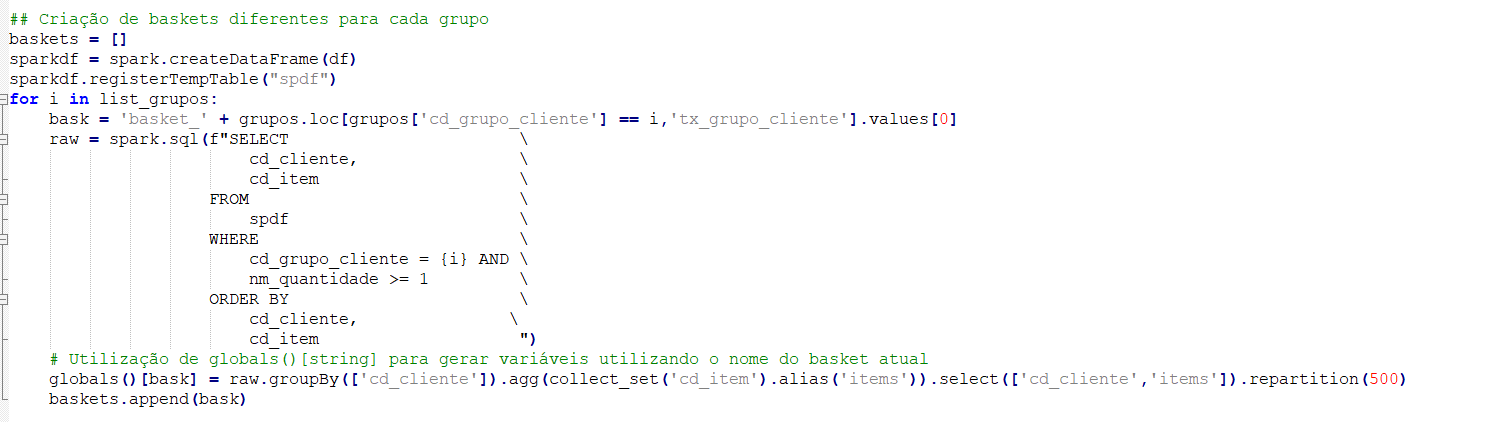 ## Criação de baskets diferentes para cada grupo
baskets = []
sparkdf = spark.createDataFrame(df)
sparkdf.registerTempTable("spdf")
for i in list_grupos:
    bask = 'basket_' + grupos.loc[grupos['cd_grupo_cliente'] == i,'tx_grupo_cliente'].values[0]
    raw = spark.sql(f"SELECT                       \
                        cd_cliente,                \
                        cd_item                    \
                    FROM                           \
                        spdf                       \
                    WHERE                          \
                        cd_grupo_cliente = {i} AND \
                        nm_quantidade >= 1         \
                    ORDER BY                       \
                        cd_cliente,               \
                        cd_item                    ")
    # Utilização de globals()[string] para gerar variáveis utilizando o nome do basket atual
    globals()[bask] = raw.groupBy(['cd_cliente']).agg(collect_set('cd_item').alias('items')).select(['cd_cliente','items']).repartition(500)
    baskets.append(bask)